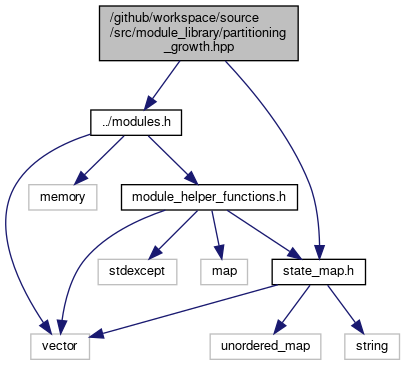 /github/workspace/source
/src/module_library/partitioning
_growth.hpp
../modules.h
memory
module_helper_functions.h
stdexcept
map
state_map.h
vector
unordered_map
string